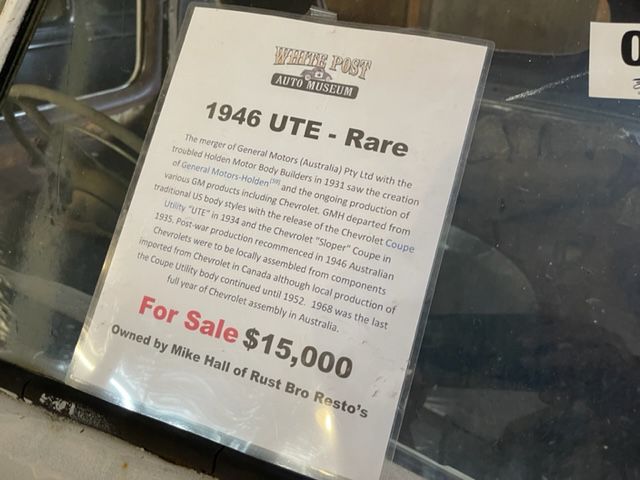 WHITE POST
AUTO MUSEUM
1946 UTE - Rare
The merger of General Motors (Australia) Pty Ltd with the
troubled Holden Motor Body Builders in 1931 saw the creation
of General Motors-Holden[59] and the ongoing production of
various GM products including Chevrolet. GMH departed from
traditional US body styles with the release of the Chevrolet Coupe
Utility "UTE" in 1934 and the Chevrolet "Sloper" Coupe in
1935. Post-war production recommenced in 1946 Australian
Chevrolets were to be locally assembled from components
imported from Chevrolet in Canada although local production of
the Coupe Utility body continued until 1952. 1968 was the last
full year of Chevrolet assembly in Australia.
For Sale $15,000
Owned by Mike Hall of Rust Bro Resto's